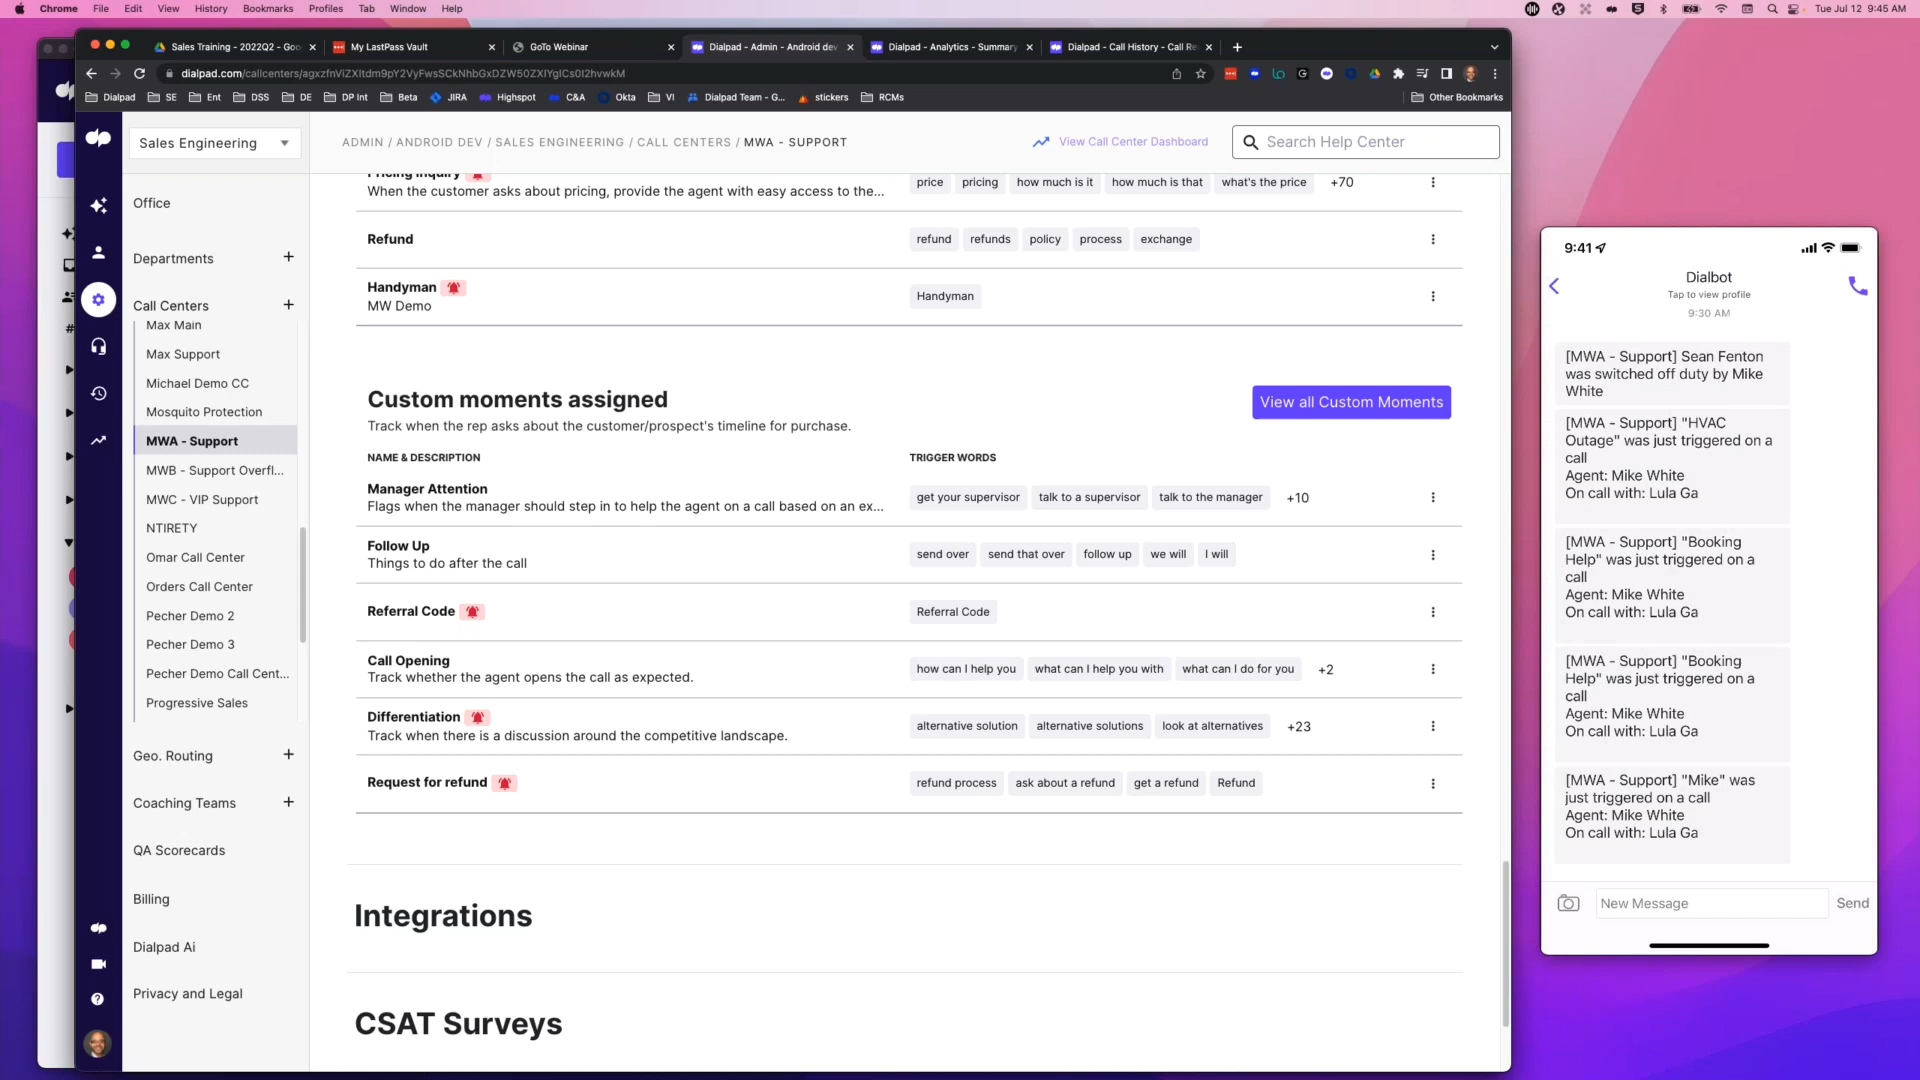 Chrome File Edit View History Bookmarks Profiles Tab Window Help
Tue Jul 12 9:45 AM
Sales Training - 2022Q2 - Goo
My LastPass Vault
GoTo Webinar
Dialpad - Admin - Android dev
Dialpad - Analytics - Summary
Dialpad - Call History - Call Re
Dialpad SE Ent DSS DE DP Int Beta JIRA Highspot C&A Okta VI Dialpad Team - G... stickers RCMs Other Bookmarks
Sales Engineering
ADMIN / ANDROID DEV / SALES ENGINEERING / CALL CENTERS / MWA - SUPPORT
View Call Center Dashboard
Search Help Center
Office
Departments +
Call Centers +
Max Main
Max Support
Michael Demo CC
Mosquito Protection
MWA - Support
MWB - Support Overfl...
MWC - VIP Support
NTIRETY
Omar Call Center
Orders Call Center
Pecher Demo 2
Pecher Demo 3
Pecher Demo Call Cent...
Progressive Sales
Geo. Routing +
Coaching Teams +
QA Scorecards
Billing
Dialpad Ai
Privacy and Legal
Pricing Inquiry
When the customer asks about pricing, provide the agent with easy access to the...
price pricing how much is it how much is that what's the price +70
Refund
refund refunds policy process exchange
Handyman
MW Demo
Handyman
Custom moments assigned
View all Custom Moments
Track when the rep asks about the customer/prospect's timeline for purchase.
NAME & DESCRIPTION
TRIGGER WORDS
Manager Attention
Flags when the manager should step in to help the agent on a call based on an ex...
get your supervisor talk to a supervisor talk to the manager +10
Follow Up
Things to do after the call
send over send that over follow up we will I will
Referral Code
Referral Code
Call Opening
Track whether the agent opens the call as expected.
how can I help you what can I help you with what can I do for you +2
Differentiation
Track when there is a discussion around the competitive landscape.
alternative solution alternative solutions look at alternatives +23
Request for refund
refund process ask about a refund get a refund Refund
Integrations
CSAT Surveys
9:41
Dialbot
Tap to view profile
9:30 AM
[MWA - Support] Sean Fenton
was switched off duty by Mike
White
[MWA - Support] "HVAC
Outage" was just triggered on a
call
Agent: Mike White
On call with: Lula Ga
[MWA - Support] "Booking
Help" was just triggered on a
call
Agent: Mike White
On call with: Lula Ga
[MWA - Support] "Booking
Help" was just triggered on a
call
Agent: Mike White
On call with: Lula Ga
[MWA - Support] "Mike" was
just triggered on a call
Agent: Mike White
On call with: Lula Ga
New Message
Send